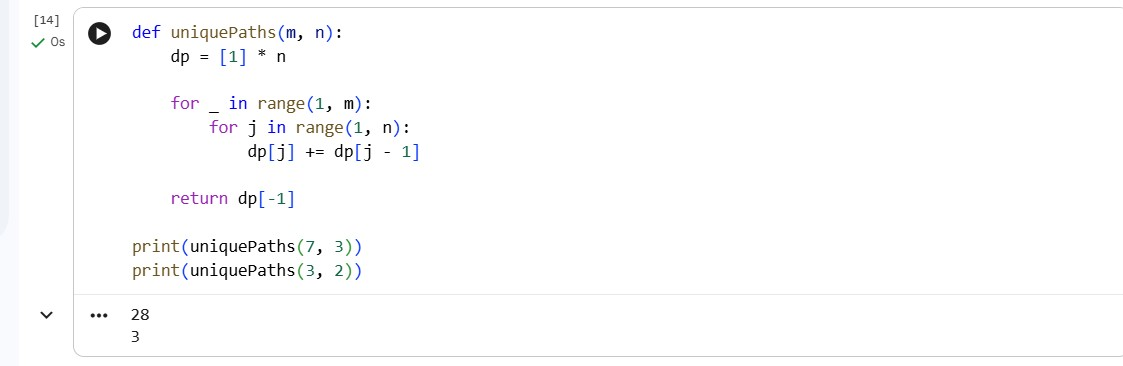 [14]
0s
def uniquePaths(m, n):
    dp = [1] * n
    for _ in range(1, m):
        for j in range(1, n):
            dp[j] += dp[j - 1]
    return dp[-1]
print(uniquePaths(7, 3))
print(uniquePaths(3, 2))
28
3